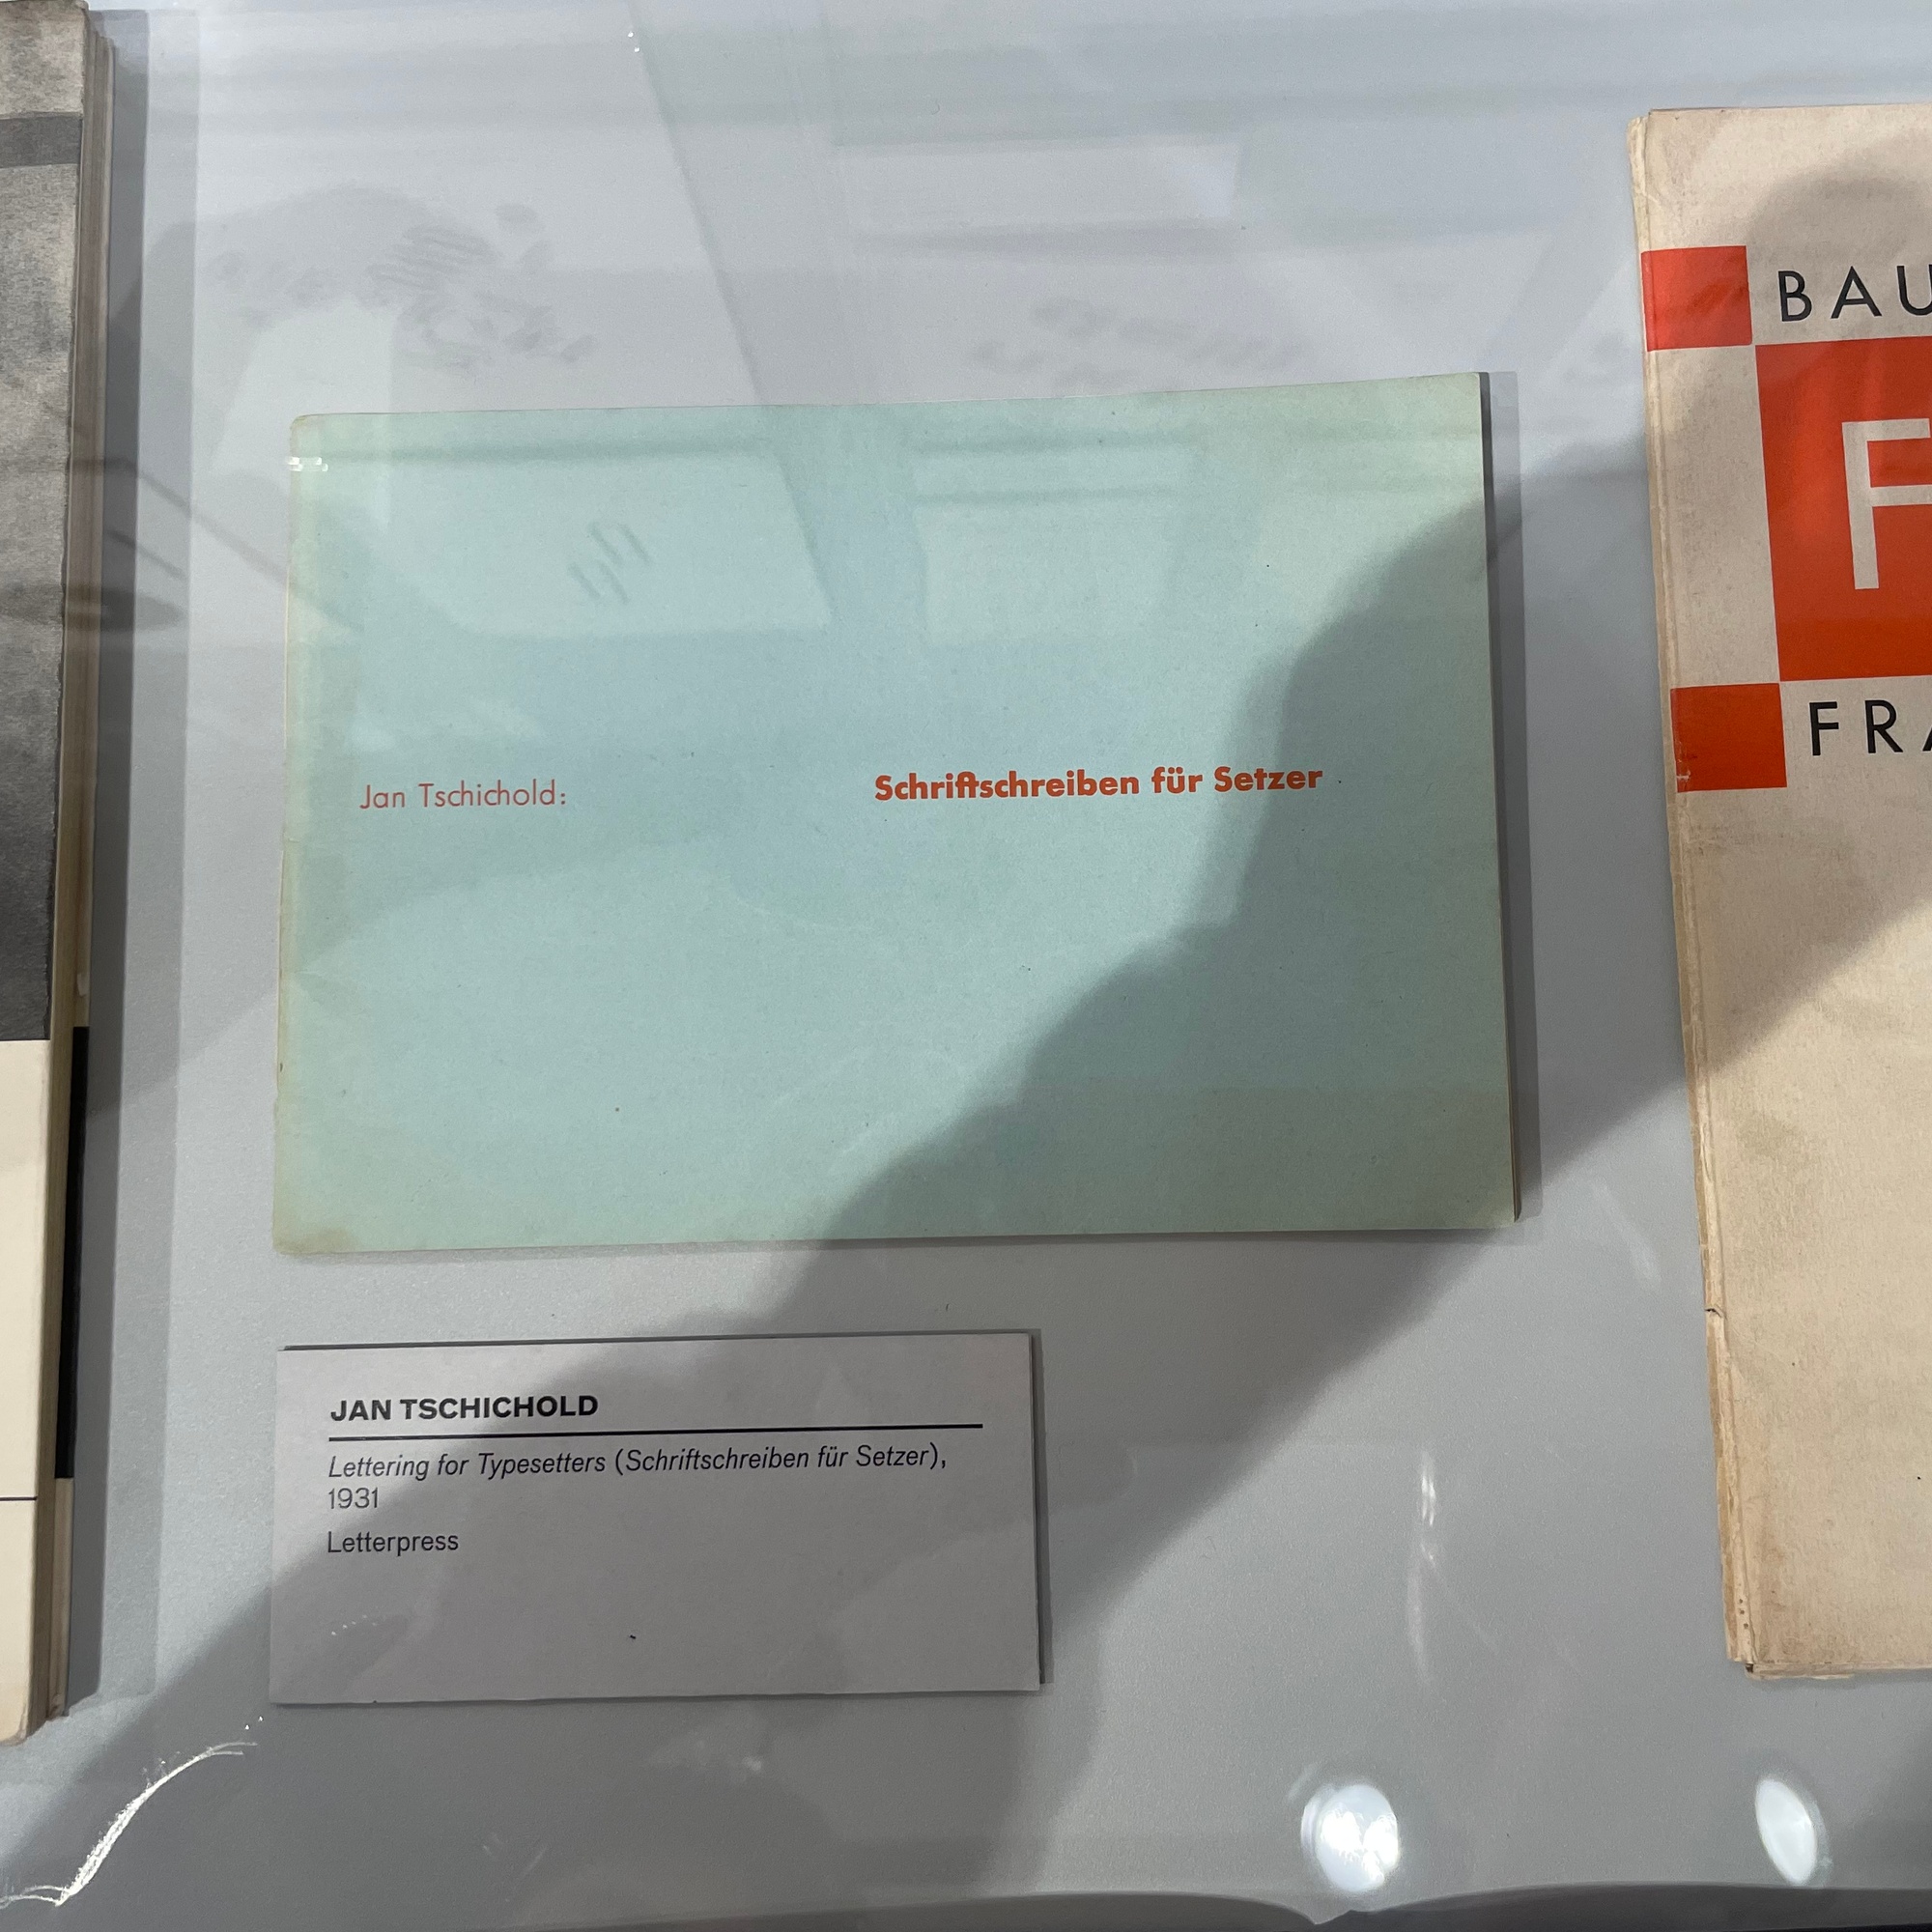 Jan Tschichold: Schriftschreiben für Setzer
BAU
F
FRA
JAN TSCHICHOLD
Lettering for Typesetters (Schriftschreiben für Setzer),
1931
Letterpress